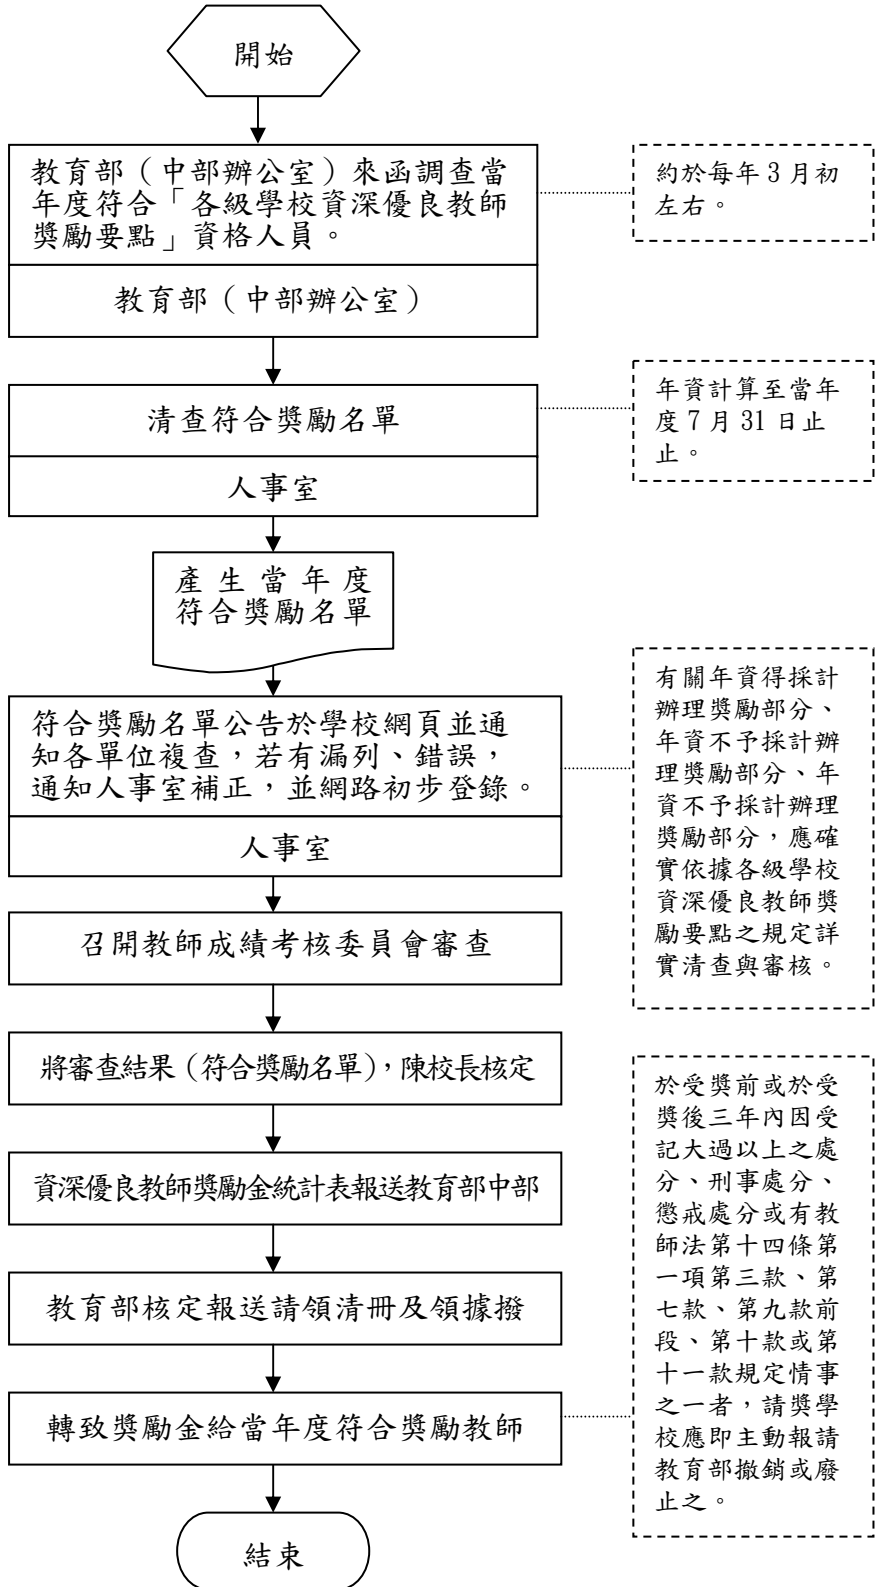 開始
教育部（中部辦公室）來函調查當
年度符合「各級學校資深優良教師
獎勵要點」資格人員。
約於每年 3 月初
左右。
教育部（中部辦公室）
清查符合獎勵名單
年資計算至當年
度 7 月 31 日止
止。
人事室
產生當年度
符合獎勵名單
符合獎勵名單公告於學校網頁並通
知各單位複查，若有漏列、錯誤，
通知人事室補正，並網路初步登錄。
人事室
有關年資得採計
辦理獎勵部分、
年資不予採計辦
理獎勵部分、年
資不予採計辦理
獎勵部分，應確
實依據各級學校
資深優良教師獎
勵要點之規定詳
實清查與審核。
召開教師成績考核委員會審查
將審查結果（符合獎勵名單），陳校長核定
資深優良教師獎勵金統計表報送教育部中部
教育部核定報送請領清冊及領據撥
轉致獎勵金給當年度符合獎勵教師
於受獎前或於受
獎後三年內因受
記大過以上之處
分、刑事處分、
懲戒處分或有教
師法第十四條第
一項第三款、第
七款、第九款前
段、第十款或第
十一款規定情事
之一者，請獎學
校應即主動報請
教育部撤銷或廢
止之。
結束